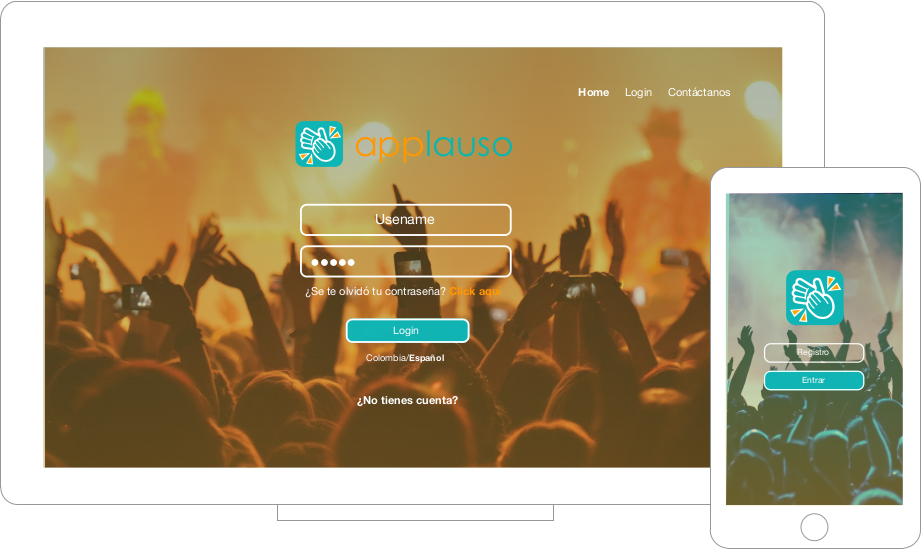 Home Login Contáctanos
applauso
Usename
¿Se te olvidó tu contraseña? Click aquí
Login
Colombia/Español
¿No tienes cuenta?
Registro
Entrar